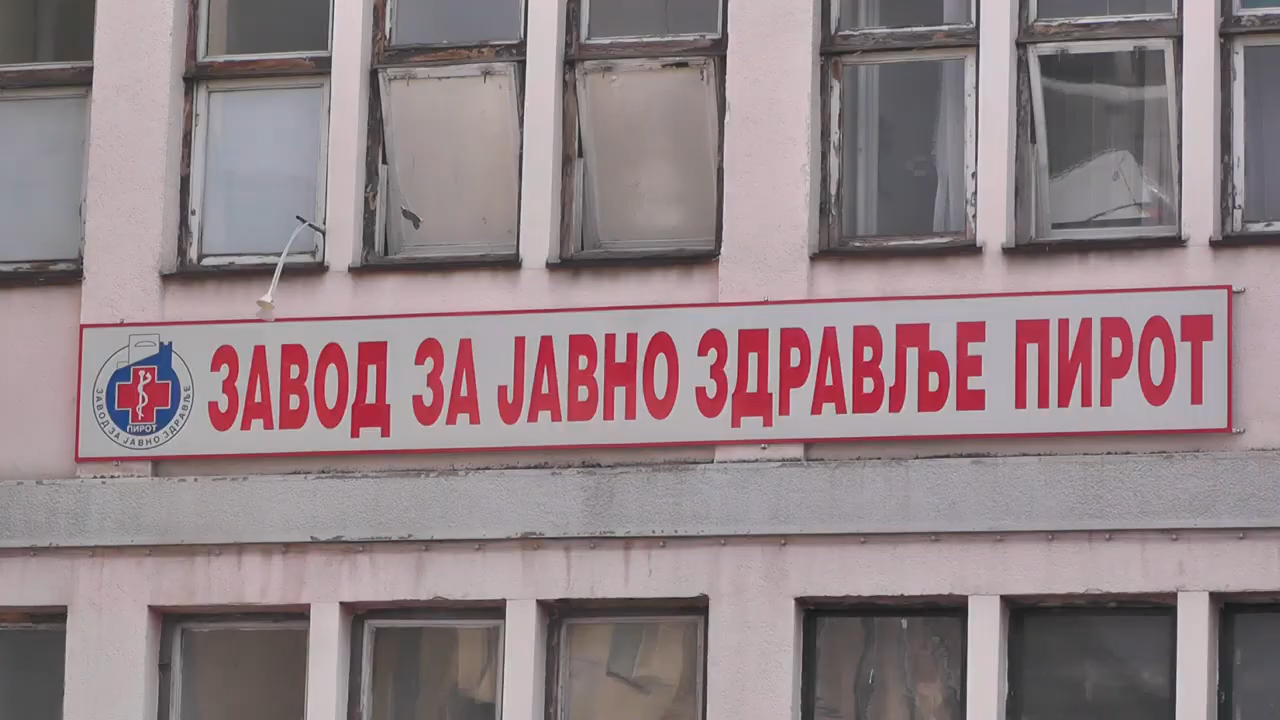 ЗАВОД ЗА ЈАВНО ЗДРАВЉЕ ПИРОТ
ПИРОТ
ЗАВОД ЗА ЈАВНО ЗДРАВЉЕ